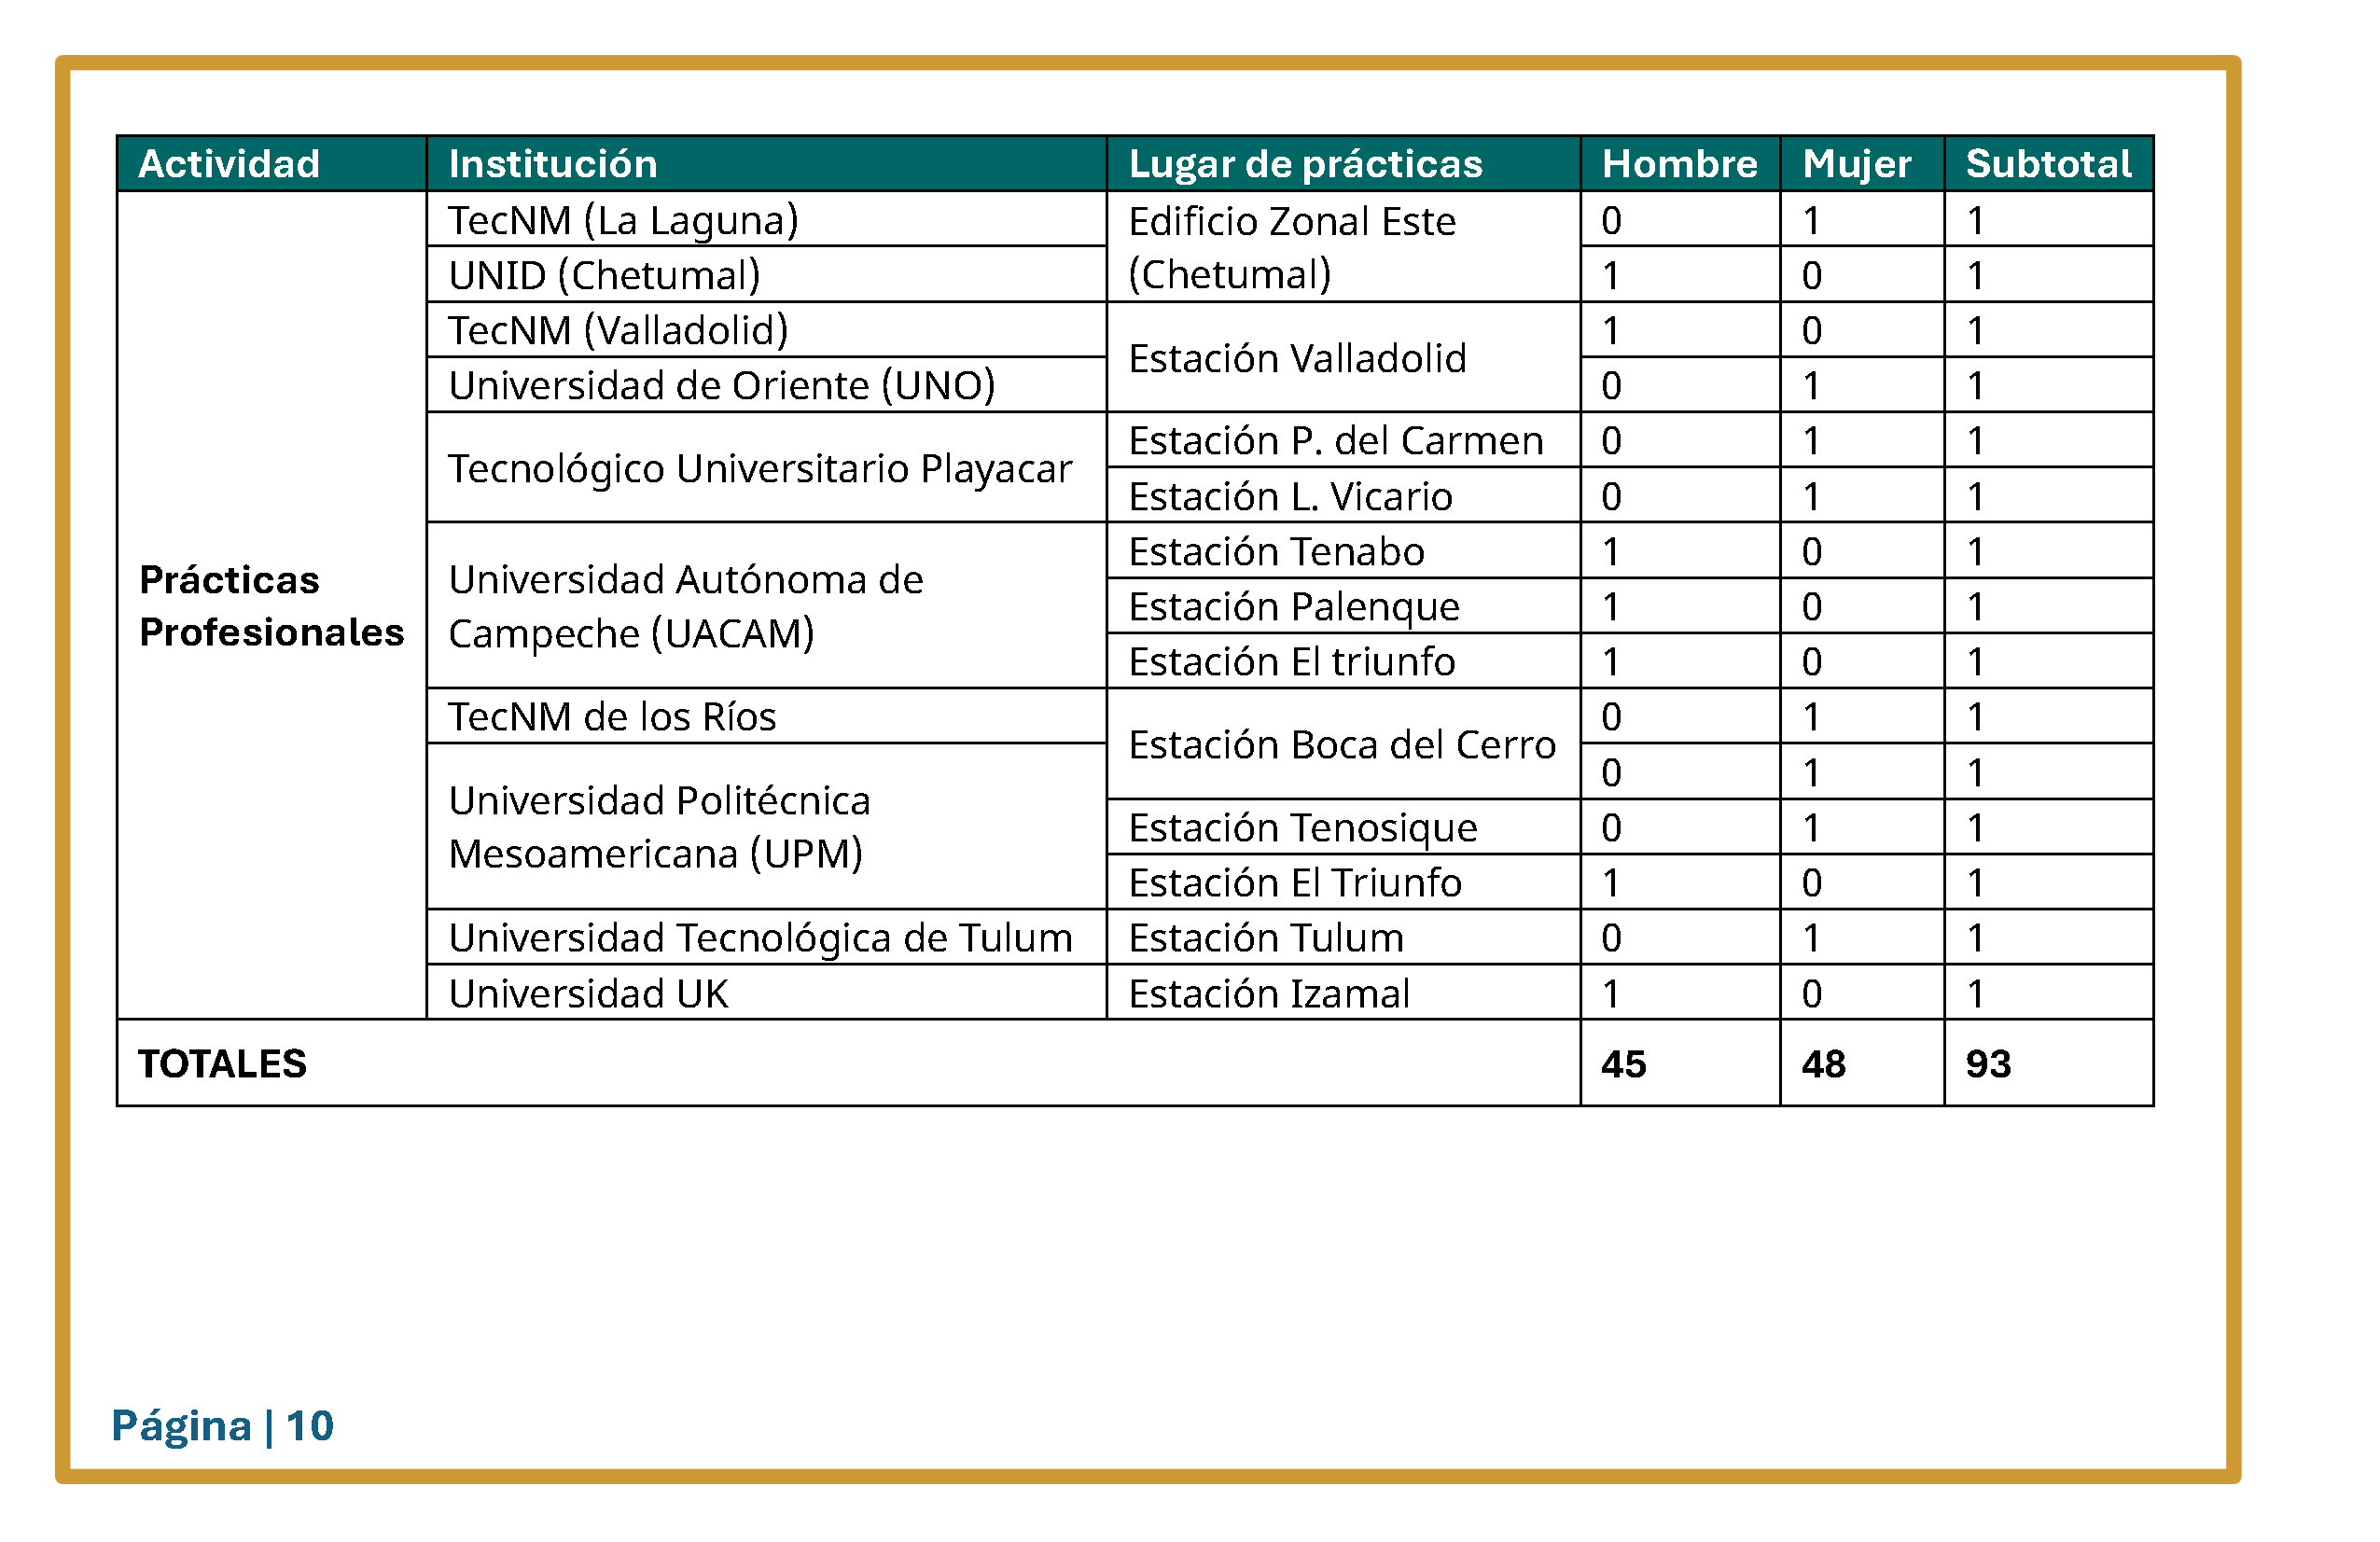 Actividad Institución Lugar de prácticas Hombre Mujer Subtotal
Prácticas
Profesionales
TecNM (La Laguna) Edificio Zonal Este 0 1 1
UNID (Chetumal) (Chetumal) 1 0 1
TecNM (Valladolid) Estación Valladolid 1 0 1
Universidad de Oriente (UNO) 0 1 1
Tecnológico Universitario Playacar Estación P. del Carmen 0 1 1
Estación L. Vicario 0 1 1
Universidad Autónoma de
Campeche (UACAM)
Estación Tenabo 1 0 1
Estación Palenque 1 0 1
Estación El triunfo 1 0 1
TecNM de los Ríos Estación Boca del Cerro 0 1 1
Universidad Politécnica
Mesoamericana (UPM)
0 1 1
Estación Tenosique 0 1 1
Estación El Triunfo 1 0 1
Universidad Tecnológica de Tulum Estación Tulum 0 1 1
Universidad UK Estación Izamal 1 0 1
TOTALES 45 48 93
Página | 10